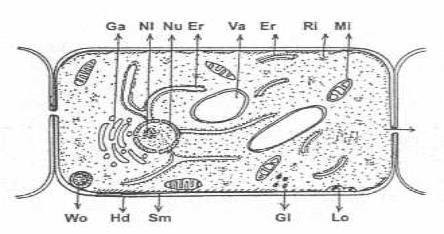 Ga Nl Nu Er Va Er Ri Mi
Wo Hd Sm Gl Lo